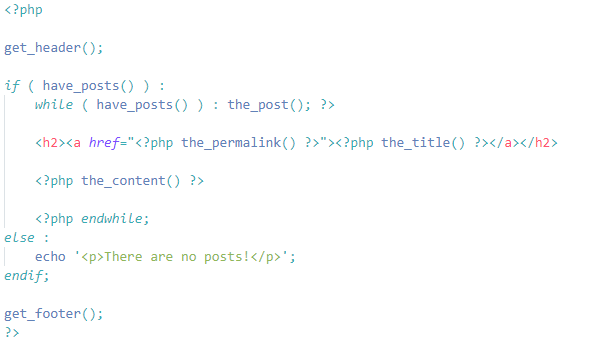 <?php
get_header();
if ( have_posts() ) :
while ( have_posts() ) : the_post(); ?>
<h2><a href="<?php the_permalink() ?>"><?php the_title() ?></a></h2>
<?php the_content() ?>
<?php endwhile;
else :
echo '<p>There are no posts!</p>';
endif;
get_footer();
?>